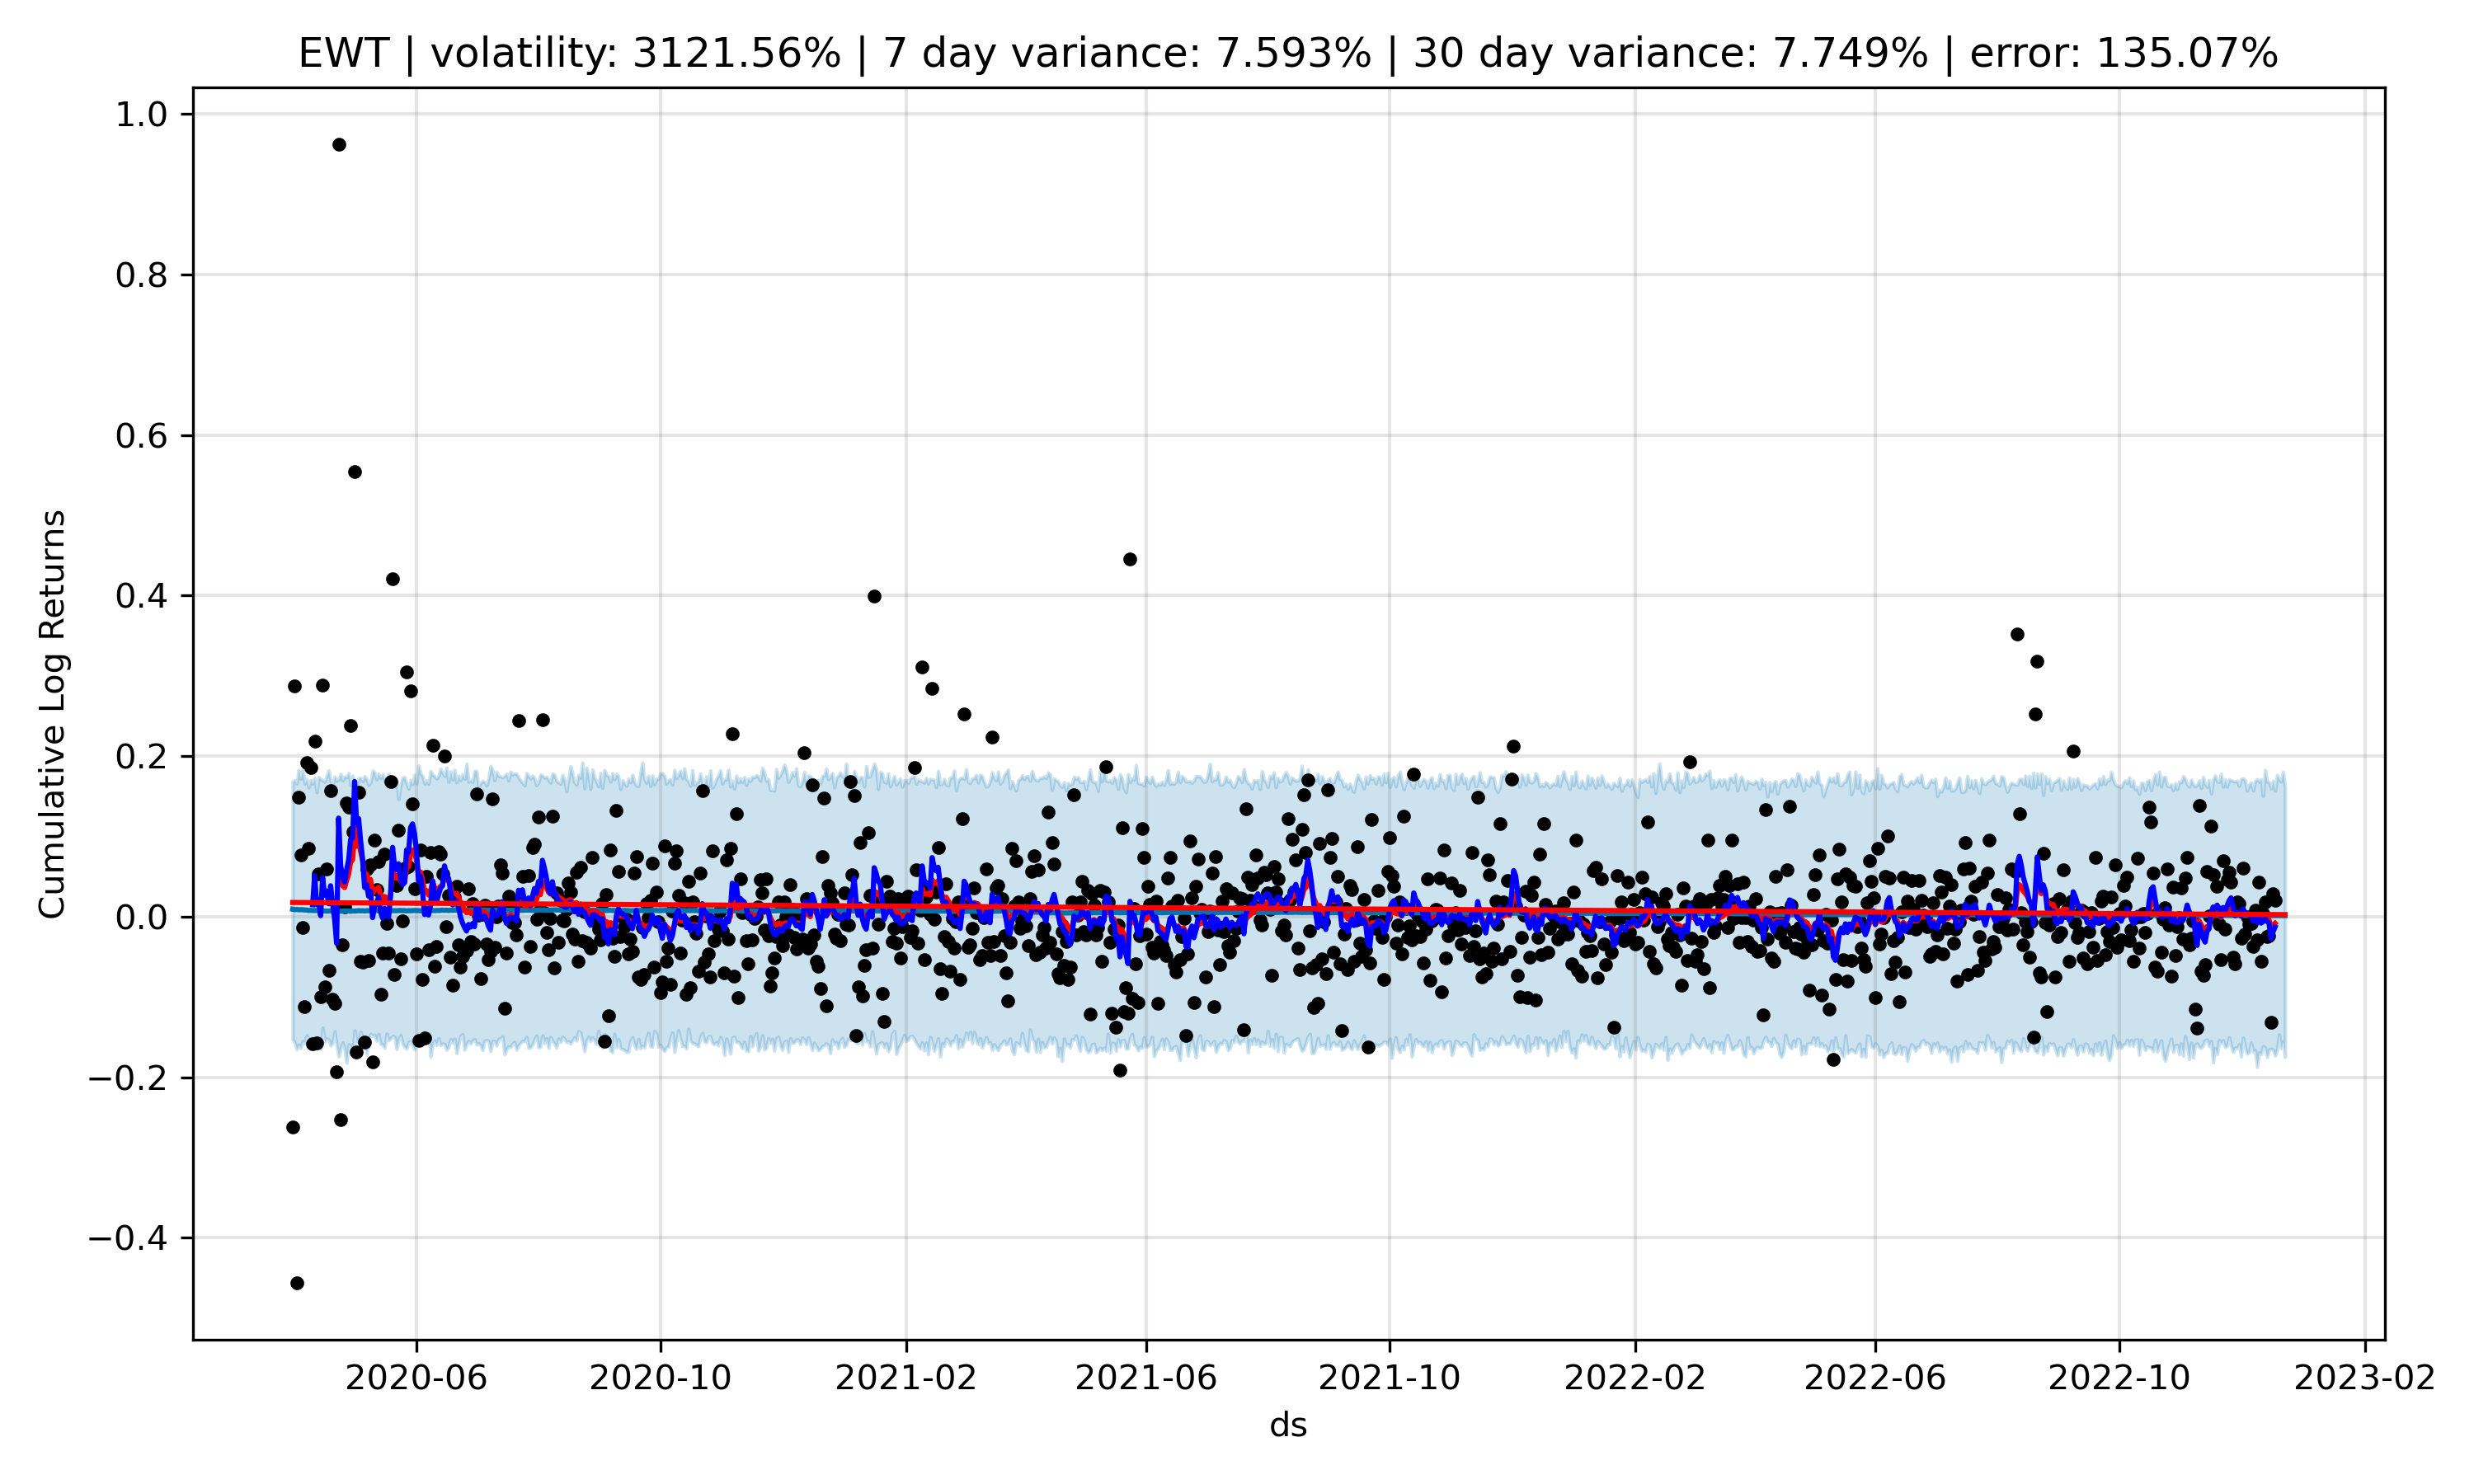 EWT | volatility: 3121.56% | 7 day variance: 7.593% | 30 day variance: 7.749% | error: 135.07%
Cumulative Log Returns
1.0
0.8
0.6
0.4
0.2
0.0
−0.2
−0.4
2020-06 2020-10 2021-02 2021-06 2021-10 2022-02 2022-06 2022-10 2023-02
ds